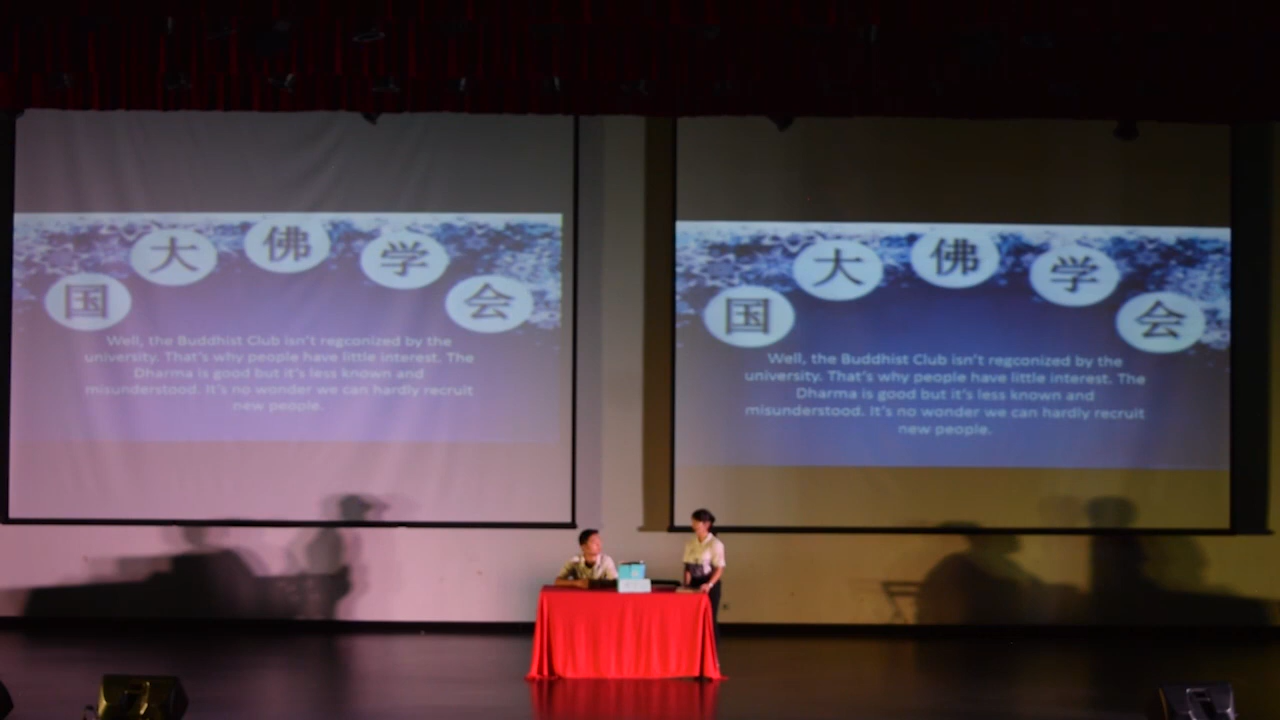 国大佛学会
Well, the Buddhist Club isn't regconized by the
university. That's why people have little interest. The
Dharma is good but it's less known and
misunderstood. It's no wonder we can hardly recruit
new people.
国大佛学会
Well, the Buddhist Club isn't regconized by the
university. That's why people have little interest. The
Dharma is good but it's less known and
misunderstood. It's no wonder we can hardly recruit
new people.